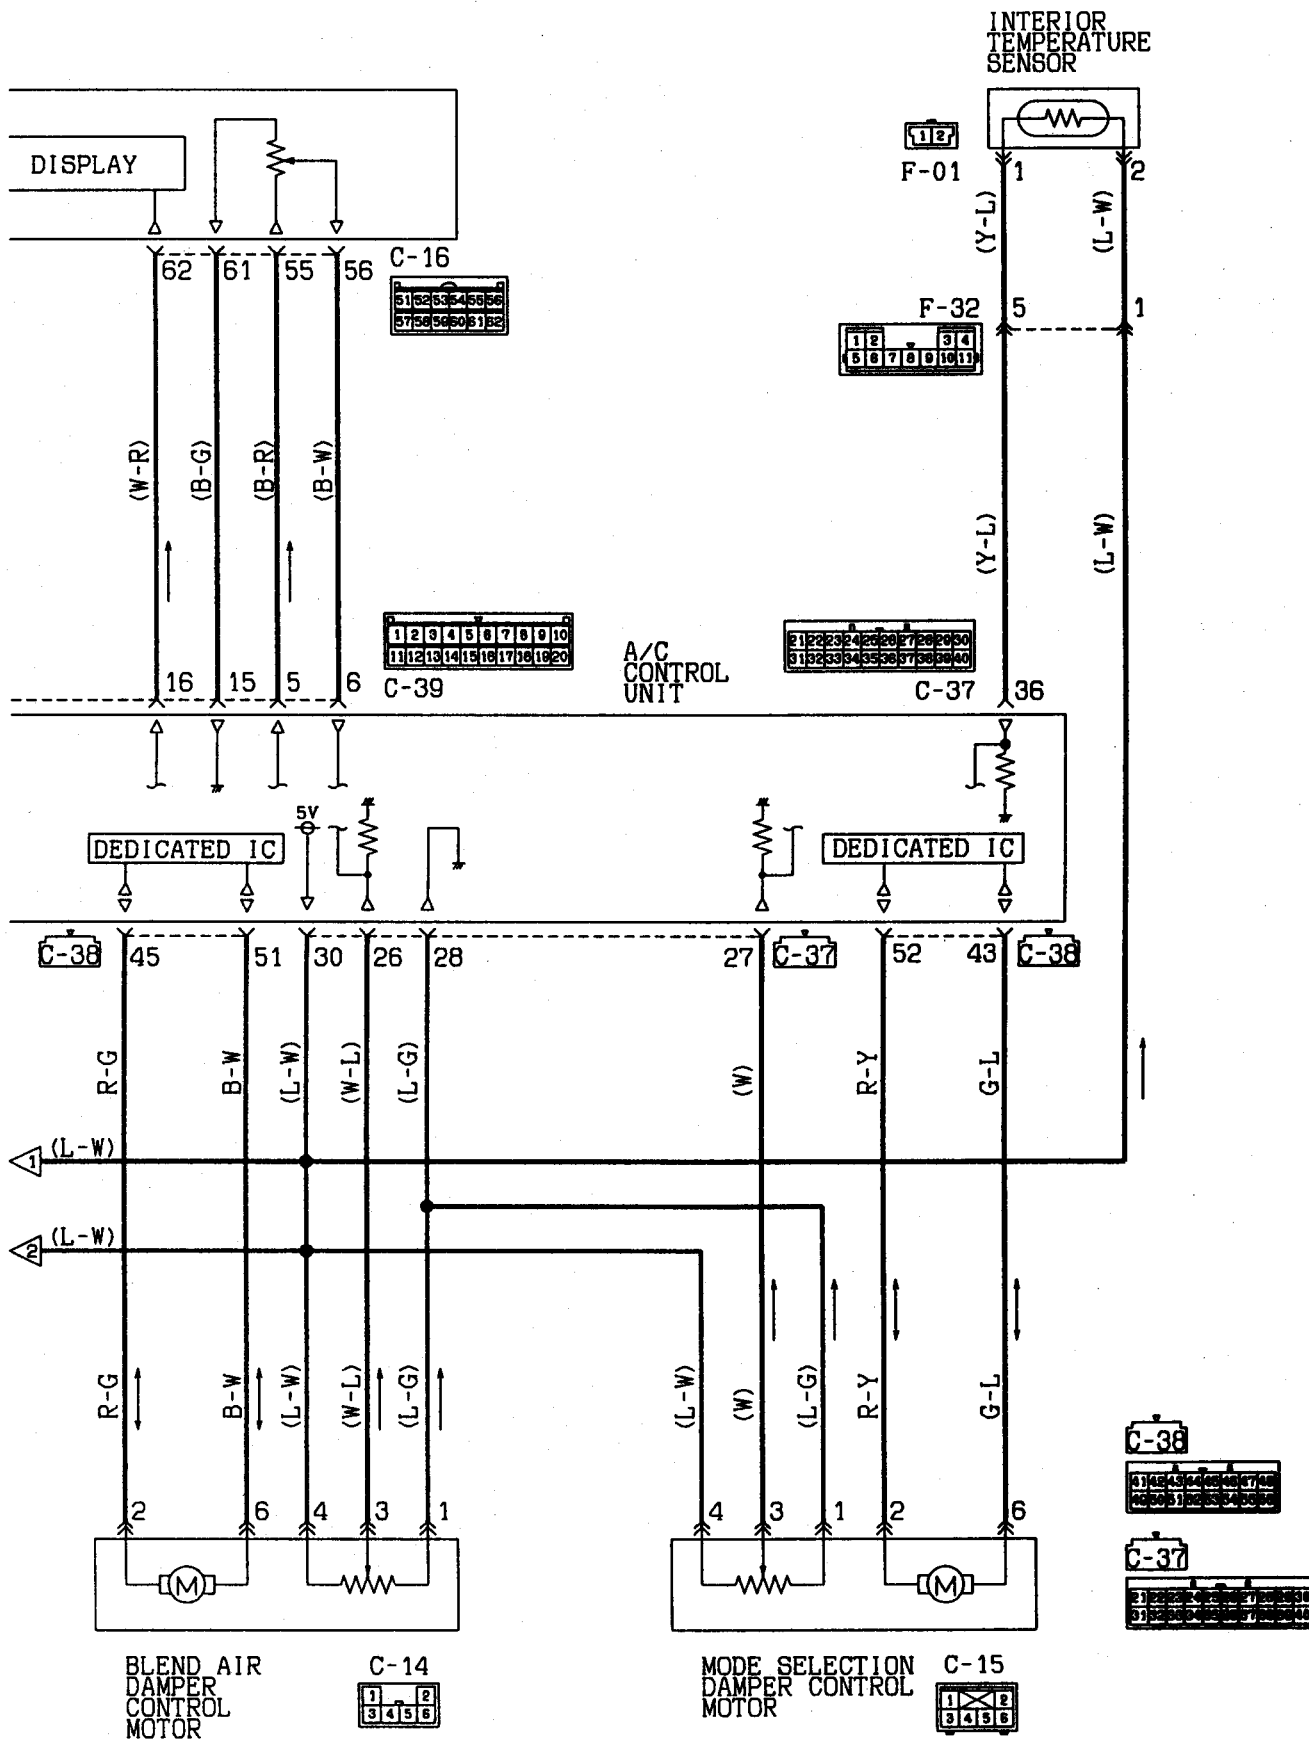 INTERIOR
TEMPERATURE
SENSOR
DISPLAY
1 2
F-01
1 2
(Y-L) (L-W)
62 61 55 56 C-16
51 52 53 54 55 56
57 58 59 60 61 62
F-32 5 1
1 2 3 4
5 6 7 8 9 10 11
(W-R) (B-G) (B-R) (B-W)
(Y-L) (L-W)
1 2 3 4 5 6 7 8 9 10
11 12 13 14 15 16 17 18 19 20
C-39
A/C
CONTROL
UNIT
21 22 23 24 25 26 27 28 29 30
31 32 33 34 35 36 37 38 39 40
C-37 36
16 15 5 6
5V
DEDICATED IC
DEDICATED IC
C-38 45 51 30 26 28 27 C-37 52 43 C-38
R-G B-W (L-W) (W-L) (L-G) (W) R-Y G-L
1 (L-W)
2 (L-W)
R-G B-W (L-W) (W-L) (L-G) (L-W) (W) (L-G) R-Y G-L
C-38
2 6 4 3 1 4 3 1 2 6
C-37
M
M
BLEND AIR
DAMPER
CONTROL
MOTOR
C-14
1 2
3 4 5 6
MODE SELECTION
DAMPER CONTROL
MOTOR
C-15
1 2
3 4 5 6